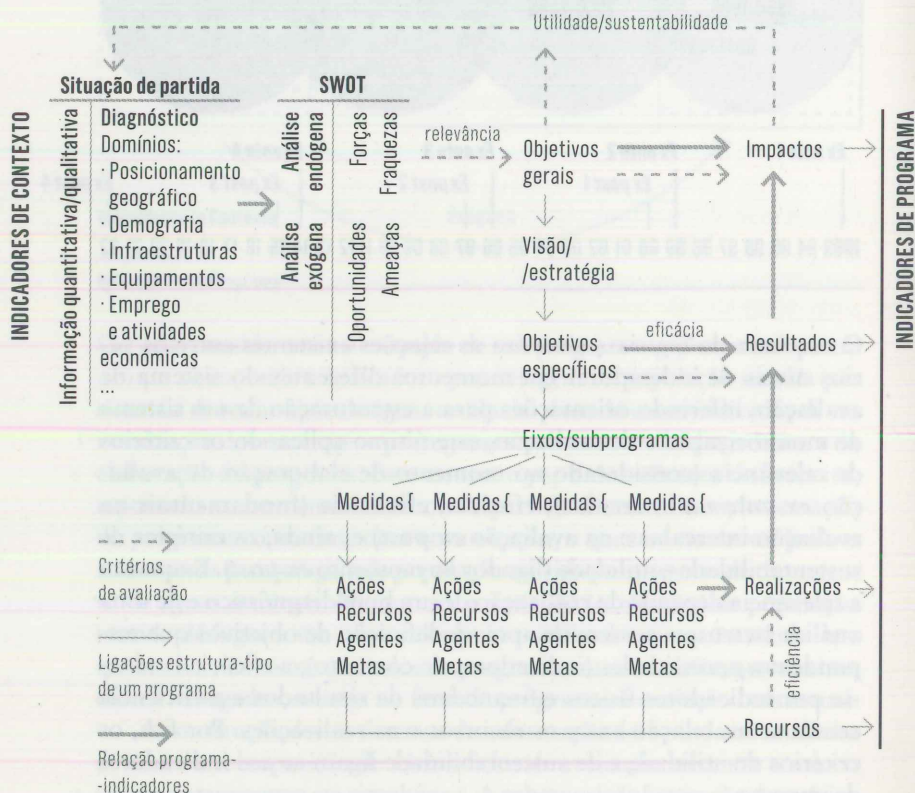 Utilidade/sustentabilidade
INDICADORES DE CONTEXTO
Situação de partida
Informação quantitativa/qualitativa
Diagnóstico
Domínios:
· Posicionamento
geográfico
· Demografia
· Infraestruturas
· Equipamentos
· Emprego
e atividades
económicas
...
SWOT
Análise
endógena
Forças
Fraquezas
Análise
exógena
Oportunidades
Ameaças
relevância
Objetivos
gerais
Impactos
Visão/
/estratégia
Objetivos
específicos
eficácia
Resultados
Eixos/subprogramas
Medidas { Medidas { Medidas { Medidas {
Ações Ações Ações Ações
Recursos Recursos Recursos Recursos
Agentes Agentes Agentes Agentes
Metas Metas Metas Metas
Realizações
eficiência
Recursos
INDICADORES DE PROGRAMA
Critérios
de avaliação
Ligações estrutura-tipo
de um programa
Relação programa-
-indicadores